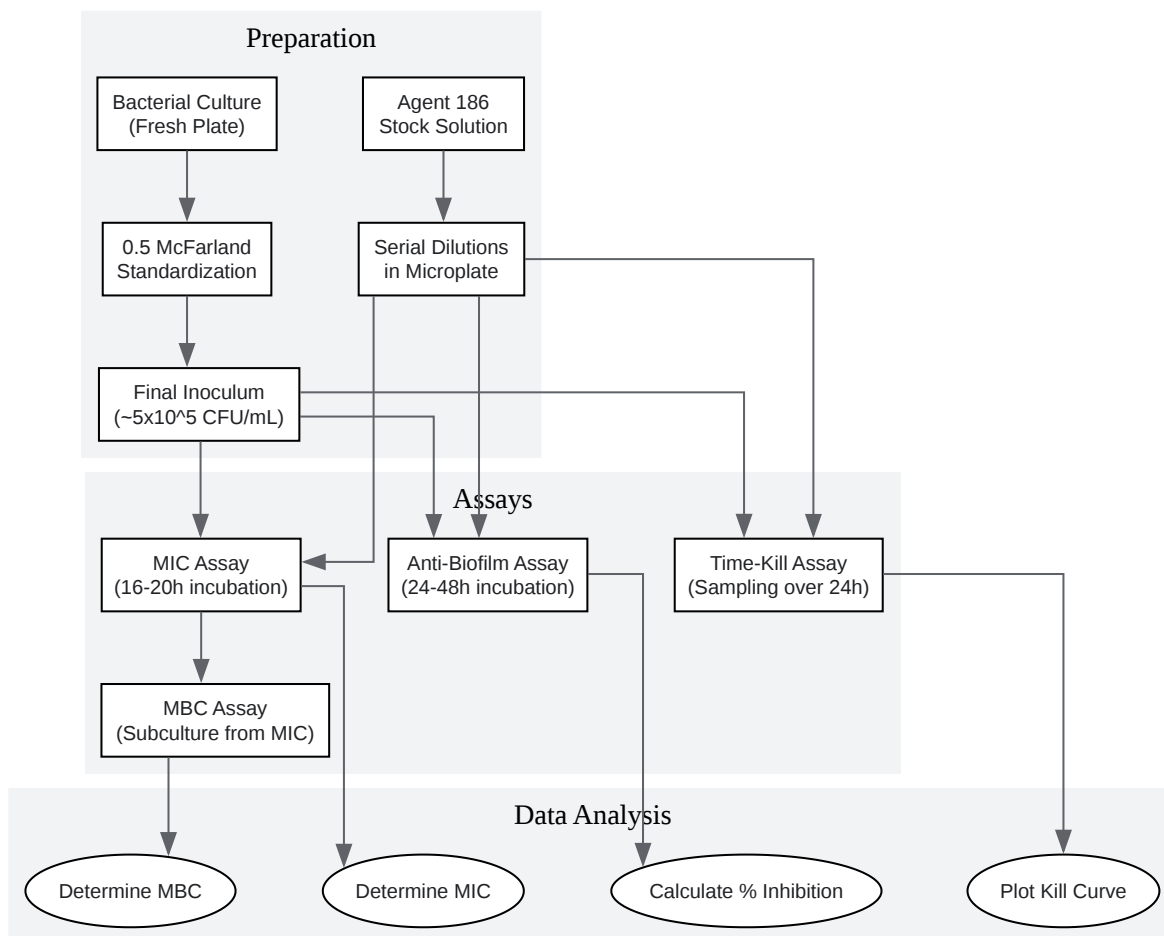 Preparation
Bacterial Culture
(Fresh Plate)
Agent 186
Stock Solution
0.5 McFarland
Standardization
Serial Dilutions
in Microplate
Final Inoculum
(~5x10^5 CFU/mL)
Assays
MIC Assay
(16-20h incubation)
Anti-Biofilm Assay
(24-48h incubation)
Time-Kill Assay
(Sampling over 24h)
MBC Assay
(Subculture from MIC)
Data Analysis
Determine MBC
Determine MIC
Calculate % Inhibition
Plot Kill Curve